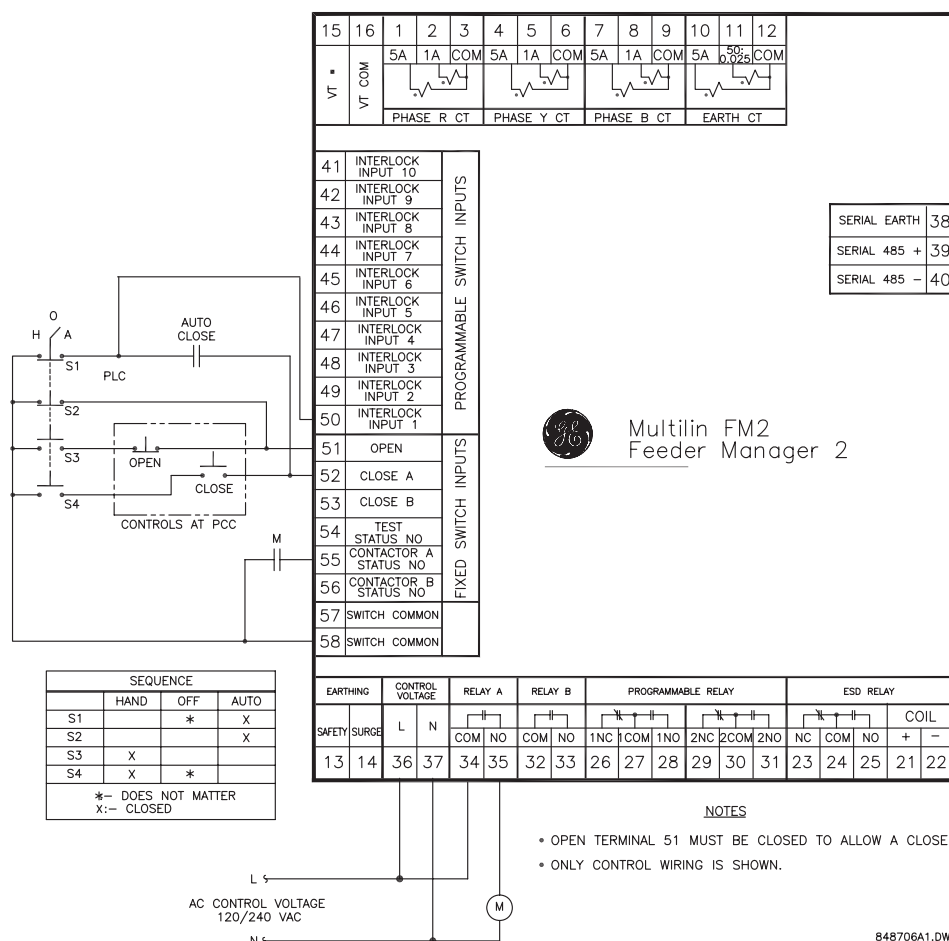 15 16 1 2 3 4 5 6 7 8 9 10 11 12
VT ▪ VT COM 5A 1A COM 5A 1A COM 5A 1A COM 5A 50:0.025 COM
PHASE R CT PHASE Y CT PHASE B CT EARTH CT
41 INTERLOCK INPUT 10
42 INTERLOCK INPUT 9
43 INTERLOCK INPUT 8
44 INTERLOCK INPUT 7
45 INTERLOCK INPUT 6
46 INTERLOCK INPUT 5
47 INTERLOCK INPUT 4
48 INTERLOCK INPUT 3
49 INTERLOCK INPUT 2
50 INTERLOCK INPUT 1
PROGRAMMABLE SWITCH INPUTS
51 OPEN
52 CLOSE A
53 CLOSE B
54 TEST STATUS NO
55 CONTACTOR A STATUS NO
56 CONTACTOR B STATUS NO
FIXED SWITCH INPUTS
57 SWITCH COMMON
58 SWITCH COMMON
SERIAL EARTH 38
SERIAL 485 + 39
SERIAL 485 - 40
GE
Multilin FM2
Feeder Manager 2
O
H A
AUTO
CLOSE
S1
PLC
S2
S3
OPEN
CLOSE
S4
CONTROLS AT PCC
M
SEQUENCE
HAND OFF AUTO
S1 * X
S2 X
S3 X
S4 X *
*- DOES NOT MATTER
X:- CLOSED
EARTHING CONTROL VOLTAGE RELAY A RELAY B PROGRAMMABLE RELAY ESD RELAY
SAFETY SURGE L N COM NO COM NO 1NC 1COM 1NO 2NC 2COM 2NO NC COM NO COIL + -
13 14 36 37 34 35 32 33 26 27 28 29 30 31 23 24 25 21 22
NOTES
• OPEN TERMINAL 51 MUST BE CLOSED TO ALLOW A CLOSE
• ONLY CONTROL WIRING IS SHOWN.
L
AC CONTROL VOLTAGE
120/240 VAC
M
N
848706A1.DW